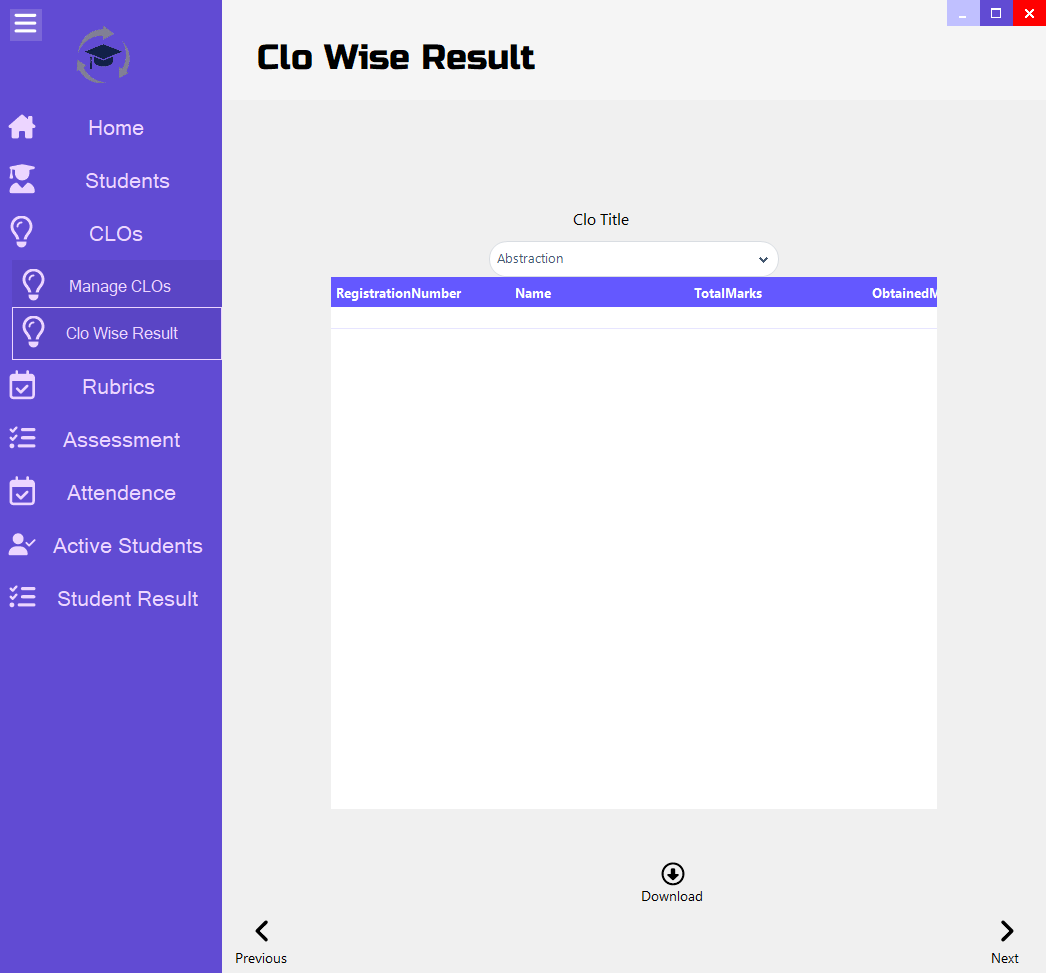 Clo Wise Result
Home
Students
CLOs
Manage CLOs
Clo Wise Result
Rubrics
Assessment
Attendence
Active Students
Student Result
Clo Title
Abstraction
RegistrationNumber Name TotalMarks ObtainedM
Download
Previous Next